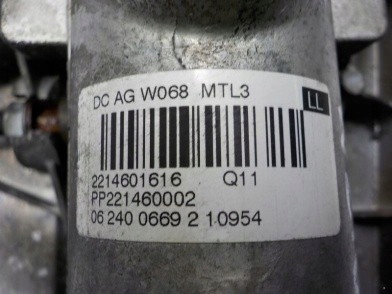 DC AG W068 MTL3
LL
2214601616 Q11
PP221460002
06 240 0669 2 10954